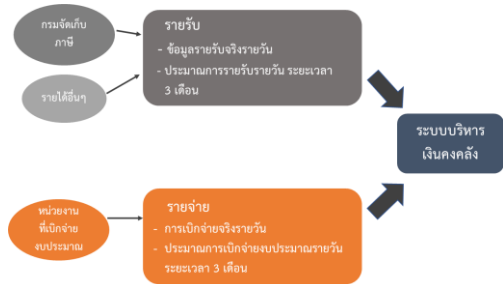 กรมจัดเก็บ
ภาษี
รายได้อื่นๆ
รายรับ
- ข้อมูลรายรับจริงรายวัน
- ประมาณการรายรับรายวัน ระยะเวลา
3 เดือน
ระบบบริหาร
เงินคงคลัง
หน่วยงาน
ที่เบิกจ่าย
งบประมาณ
รายจ่าย
- การเบิกจ่ายจริงรายวัน
- ประมาณการเบิกจ่ายงบประมาณรายวัน
ระยะเวลา 3 เดือน